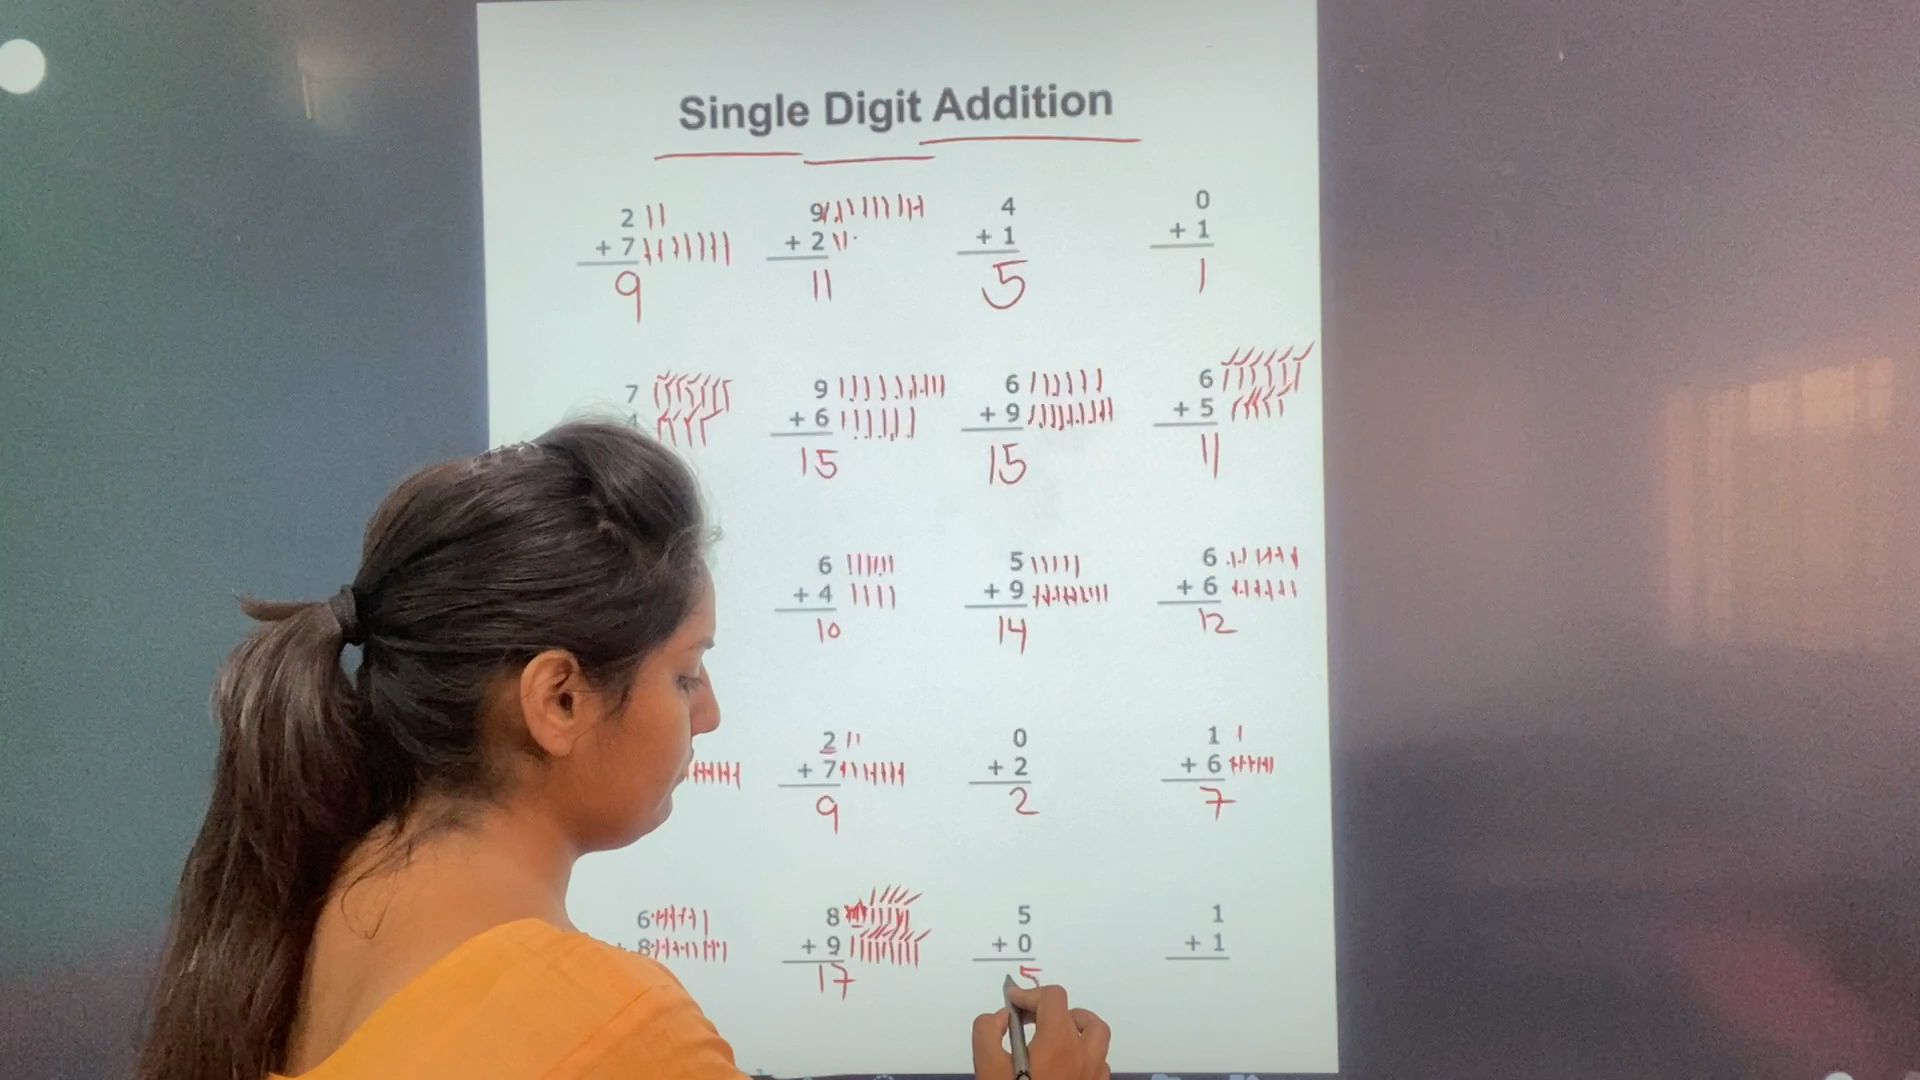 Single Digit Addition
2 9 4 0
+ 7 + 2 + 1 + 1
9 11 5 1
7 9 6 6
+ 6 + 9 + 5
15 15 11
6 5 6
+ 4 + 9 + 6
10 14 12
2 0 1
+ 7 + 2 + 6
9 2 7
6 8 5 1
+ 8 + 9 + 0 + 1
17 5